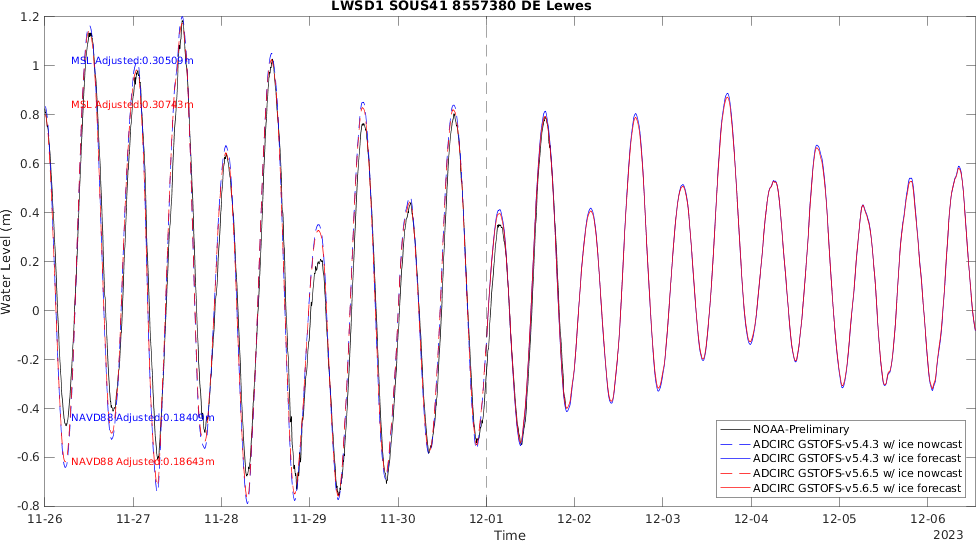 LWSD1 SOUS41 8557380 DE Lewes
1.2
1
0.8
0.6
0.4
0.2
0
-0.2
-0.4
-0.6
-0.8
Water Level (m)
MSL Adjusted:0.30509m
MSL Adjusted:0.30743m
NAVD88 Adjusted:0.18409m
NAVD88 Adjusted:0.18643m
NOAA-Preliminary
ADCIRC GSTOFS-v5.4.3 w/ ice nowcast
ADCIRC GSTOFS-v5.4.3 w/ ice forecast
ADCIRC GSTOFS-v5.6.5 w/ ice nowcast
ADCIRC GSTOFS-v5.6.5 w/ ice forecast
11-26 11-27 11-28 11-29 11-30 12-01 12-02 12-03 12-04 12-05 12-06
Time
2023